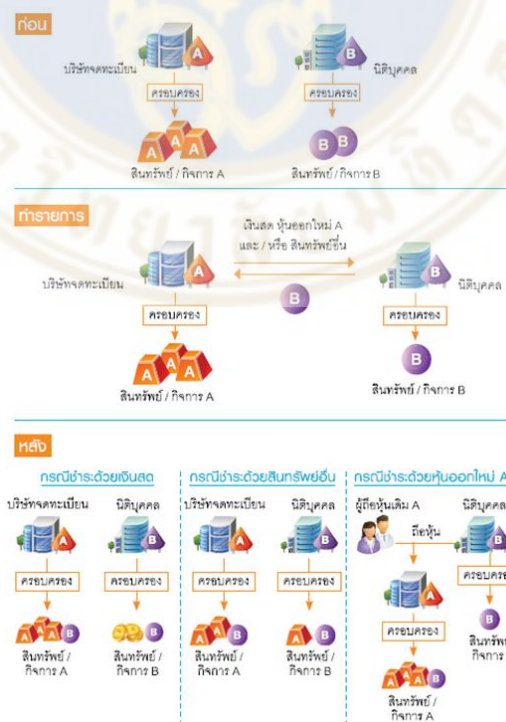 ก่อน
A
B
บริษัทจดทะเบียน
นิติบุคคล
ครอบครอง
ครอบครอง
A A A
B B
สินทรัพย์ / กิจการ A
สินทรัพย์ / กิจการ B
ทำรายการ
เงินสด หุ้นออกใหม่ A
และ / หรือ สินทรัพย์อื่น
A
B
B
บริษัทจดทะเบียน
นิติบุคคล
ครอบครอง
ครอบครอง
A A A
B
สินทรัพย์ / กิจการ A
สินทรัพย์ / กิจการ B
หลัง
กรณีชำระด้วยเงินสด
กรณีชำระด้วยสินทรัพย์อื่น
กรณีชำระด้วยหุ้นออกใหม่ A
บริษัทจดทะเบียน
นิติบุคคล
บริษัทจดทะเบียน
นิติบุคคล
ผู้ถือหุ้นเดิม A
นิติบุคคล
A
B
A
B
ถือหุ้น
B
ครอบครอง
ครอบครอง
ครอบครอง
ครอบครอง
A
A A A B
B
A A B
A B
ครอบครอง
B
สินทรัพย์ /
กิจการ A
สินทรัพย์ /
กิจการ B
สินทรัพย์ /
กิจการ A
สินทรัพย์ /
กิจการ B
กิจการ
A A A B
สินทรัพย์ /
กิจการ A